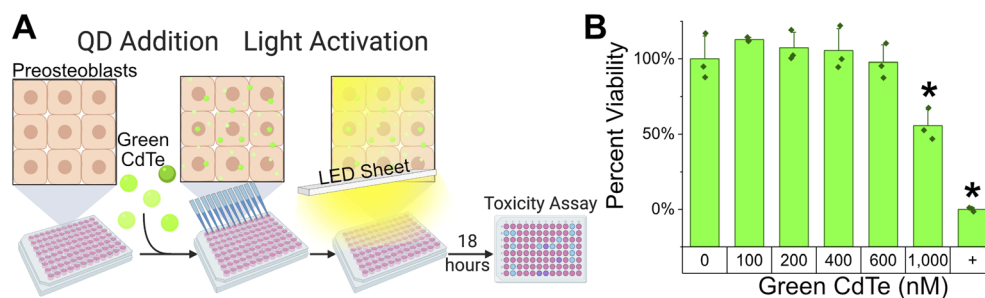 A
QD Addition Light Activation
Preosteoblasts
Green
CdTe
LED Sheet
18
hours
Toxicity Assay
B
Percent Viability
100%
50%
0%
*
*
0 100 200 400 600 1,000 +
Green CdTe (nM)